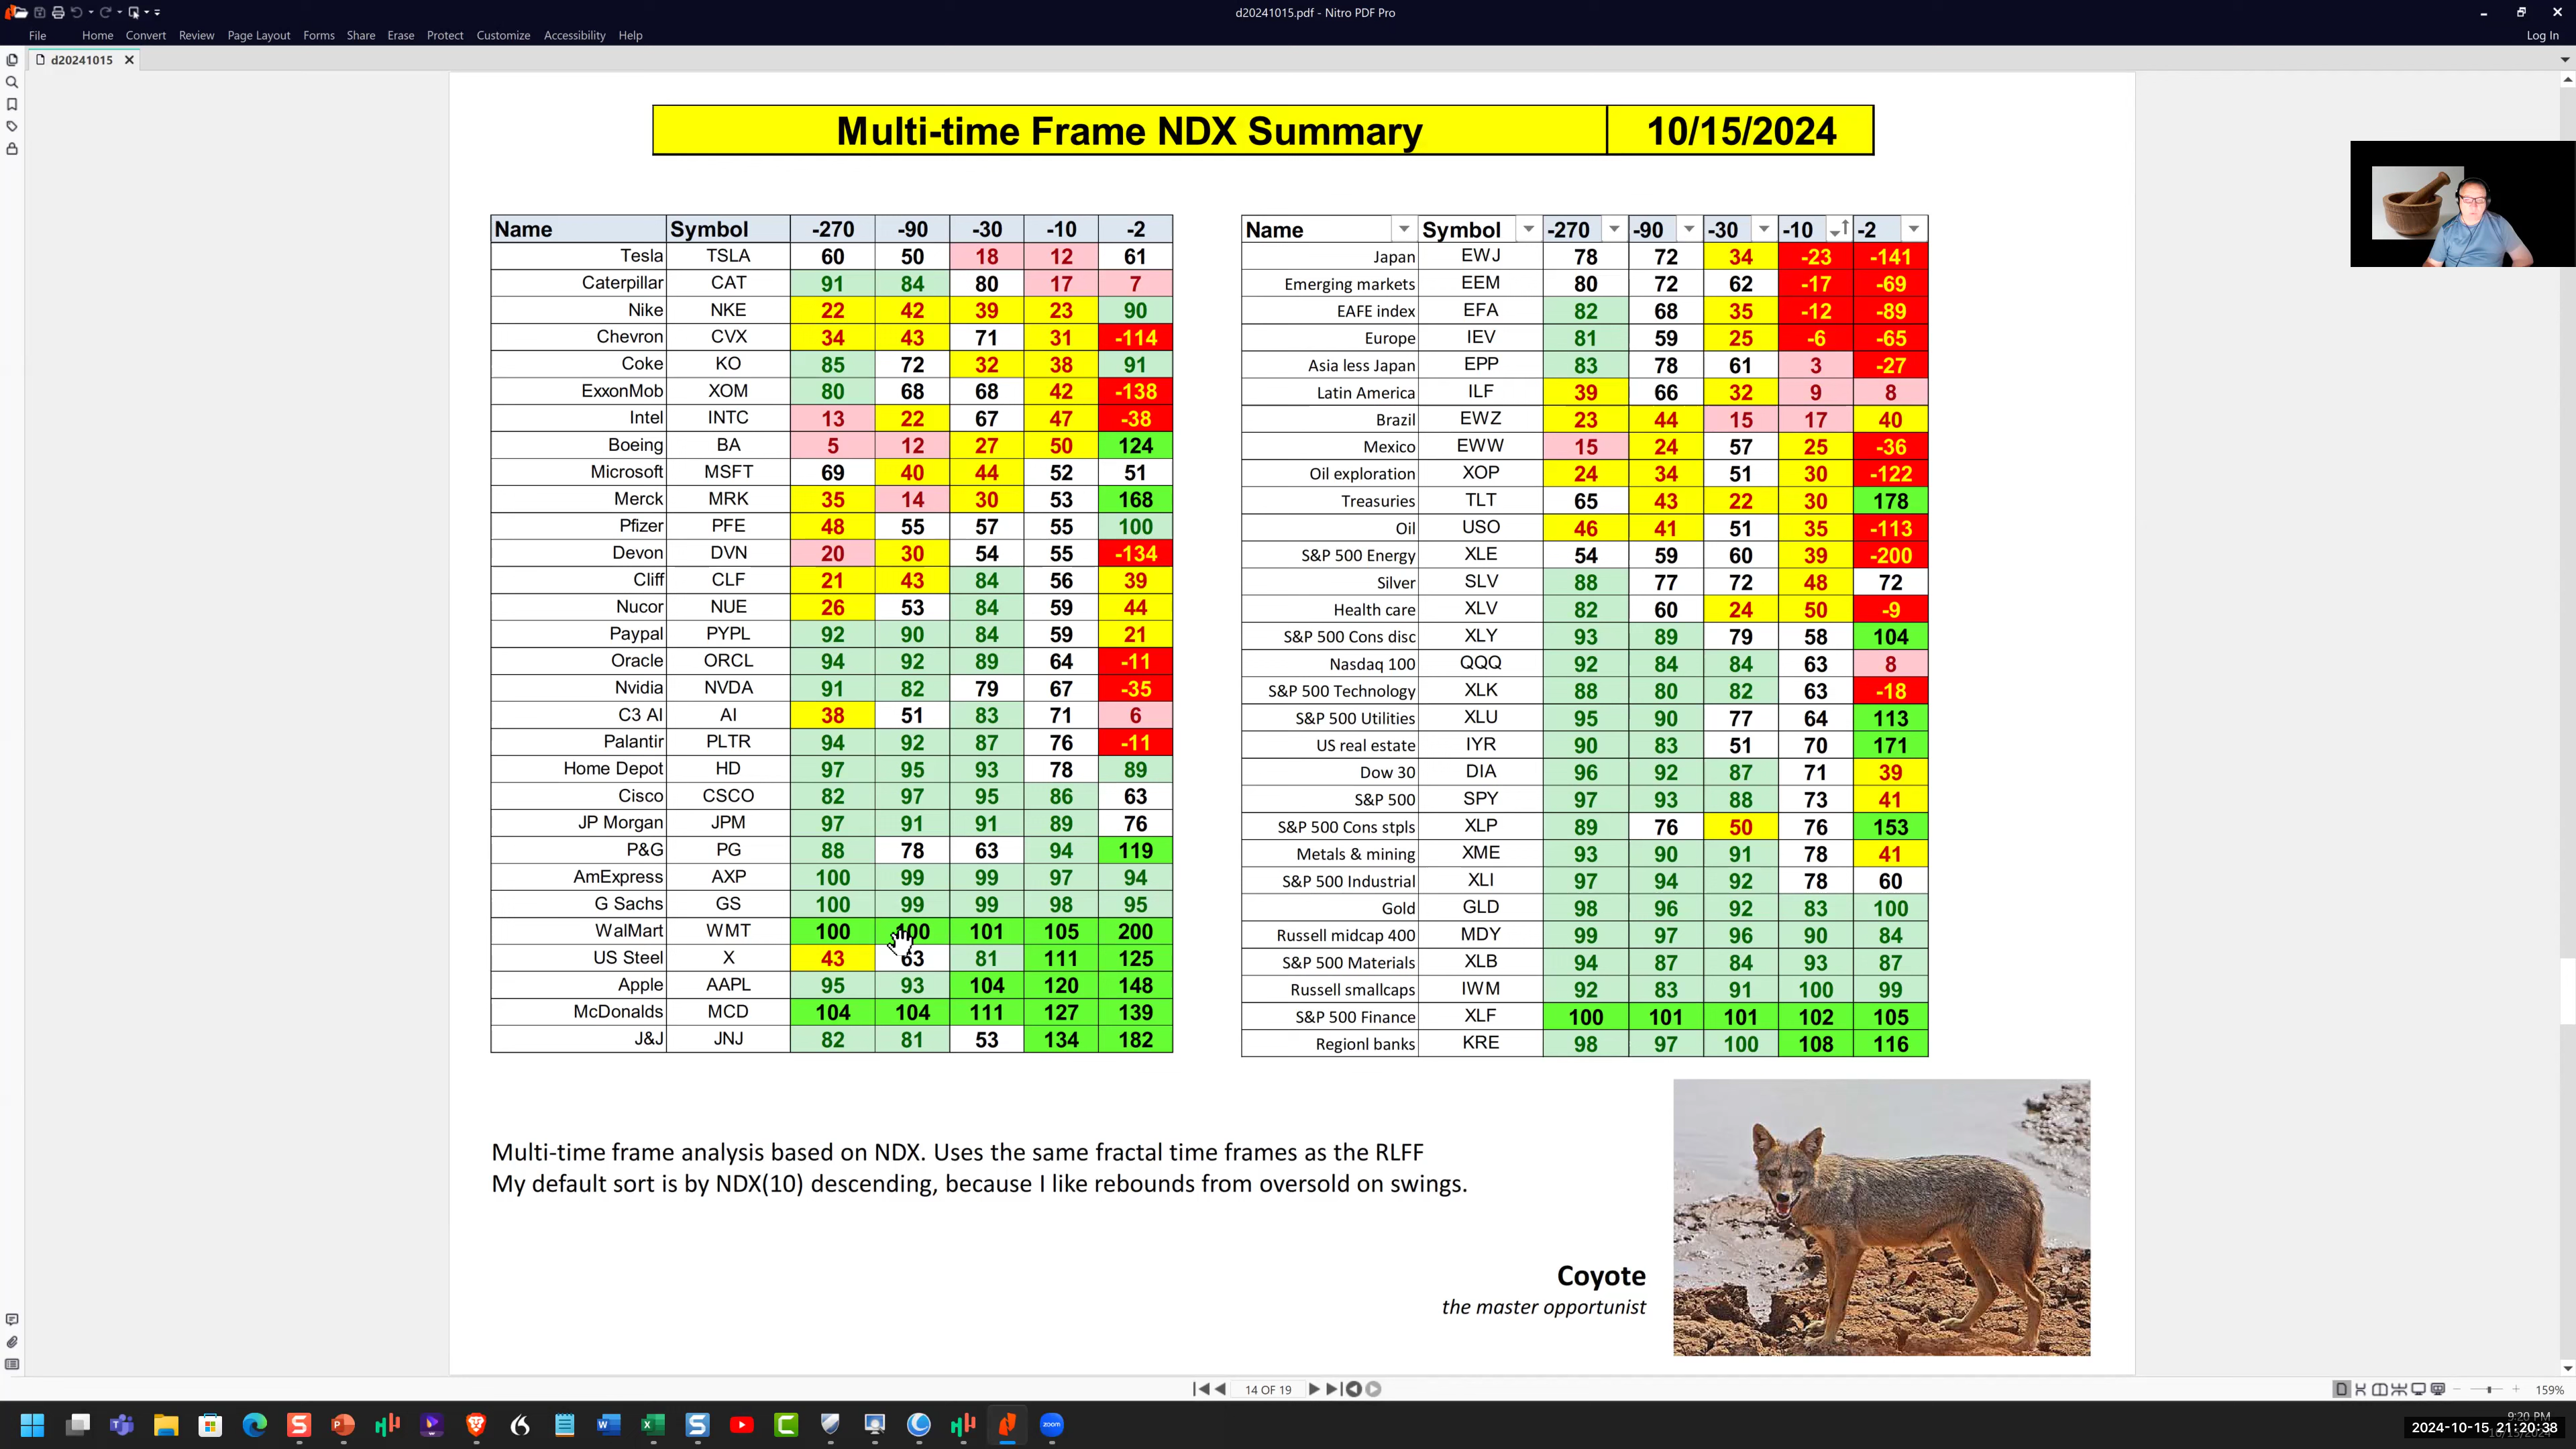 d20241015.pdf - Nitro PDF Pro
File Home Convert Review Page Layout Forms Share Erase Protect Customize Accessibility Help Log In
d20241015
Multi-time Frame NDX Summary 10/15/2024
Name Symbol -270 -90 -30 -10 -2
Tesla TSLA 60 50 18 12 61
Caterpillar CAT 91 84 80 17 7
Nike NKE 22 42 39 23 90
Chevron CVX 34 43 71 31 -114
Coke KO 85 72 32 38 91
ExxonMob XOM 80 68 68 42 -138
Intel INTC 13 22 67 47 -38
Boeing BA 5 12 27 50 124
Microsoft MSFT 69 40 44 52 51
Merck MRK 35 14 30 53 168
Pfizer PFE 48 55 57 55 100
Devon DVN 20 30 54 55 -134
Cliff CLF 21 43 84 56 39
Nucor NUE 26 53 84 59 44
Paypal PYPL 92 90 84 59 21
Oracle ORCL 94 92 89 64 -11
Nvidia NVDA 91 82 79 67 -35
C3 AI AI 38 51 83 71 6
Palantir PLTR 94 92 87 76 -11
Home Depot HD 97 95 93 78 89
Cisco CSCO 82 97 95 86 63
JP Morgan JPM 97 91 91 89 76
P&G PG 88 78 63 94 119
AmExpress AXP 100 99 99 97 94
G Sachs GS 100 99 99 98 95
WalMart WMT 100 100 101 105 200
US Steel X 43 63 81 111 125
Apple AAPL 95 93 104 120 148
McDonalds MCD 104 104 111 127 139
J&J JNJ 82 81 53 134 182
Name Symbol -270 -90 -30 -10 -2
Japan EWJ 78 72 34 -23 -141
Emerging markets EEM 80 72 62 -17 -69
EAFE index EFA 82 68 35 -12 -89
Europe IEV 81 59 25 -6 -65
Asia less Japan EPP 83 78 61 3 -27
Latin America ILF 39 66 32 9 8
Brazil EWZ 23 44 15 17 40
Mexico EWW 15 24 57 25 -36
Oil exploration XOP 24 34 51 30 -122
Treasuries TLT 65 43 22 30 178
Oil USO 46 41 51 35 -113
S&P 500 Energy XLE 54 59 60 39 -200
Silver SLV 88 77 72 48 72
Health care XLV 82 60 24 50 -9
S&P 500 Cons disc XLY 93 89 79 58 104
Nasdaq 100 QQQ 92 84 84 63 8
S&P 500 Technology XLK 88 80 82 63 -18
S&P 500 Utilities XLU 95 90 77 64 113
US real estate IYR 90 83 51 70 171
Dow 30 DIA 96 92 87 71 39
S&P 500 SPY 97 93 88 73 41
S&P 500 Cons stpls XLP 89 76 50 76 153
Metals & mining XME 93 90 91 78 41
S&P 500 Industrial XLI 97 94 92 78 60
Gold GLD 98 96 92 83 100
Russell midcap 400 MDY 99 97 96 90 84
S&P 500 Materials XLB 94 87 84 93 87
Russell smallcaps IWM 92 83 91 100 99
S&P 500 Finance XLF 100 101 101 102 105
Regionl banks KRE 98 97 100 108 116
Multi-time frame analysis based on NDX. Uses the same fractal time frames as the RLFF
My default sort is by NDX(10) descending, because I like rebounds from oversold on swings.
Coyote
the master opportunist
14 OF 19
159%
9:20 PM
2024-10-15 21:20:38